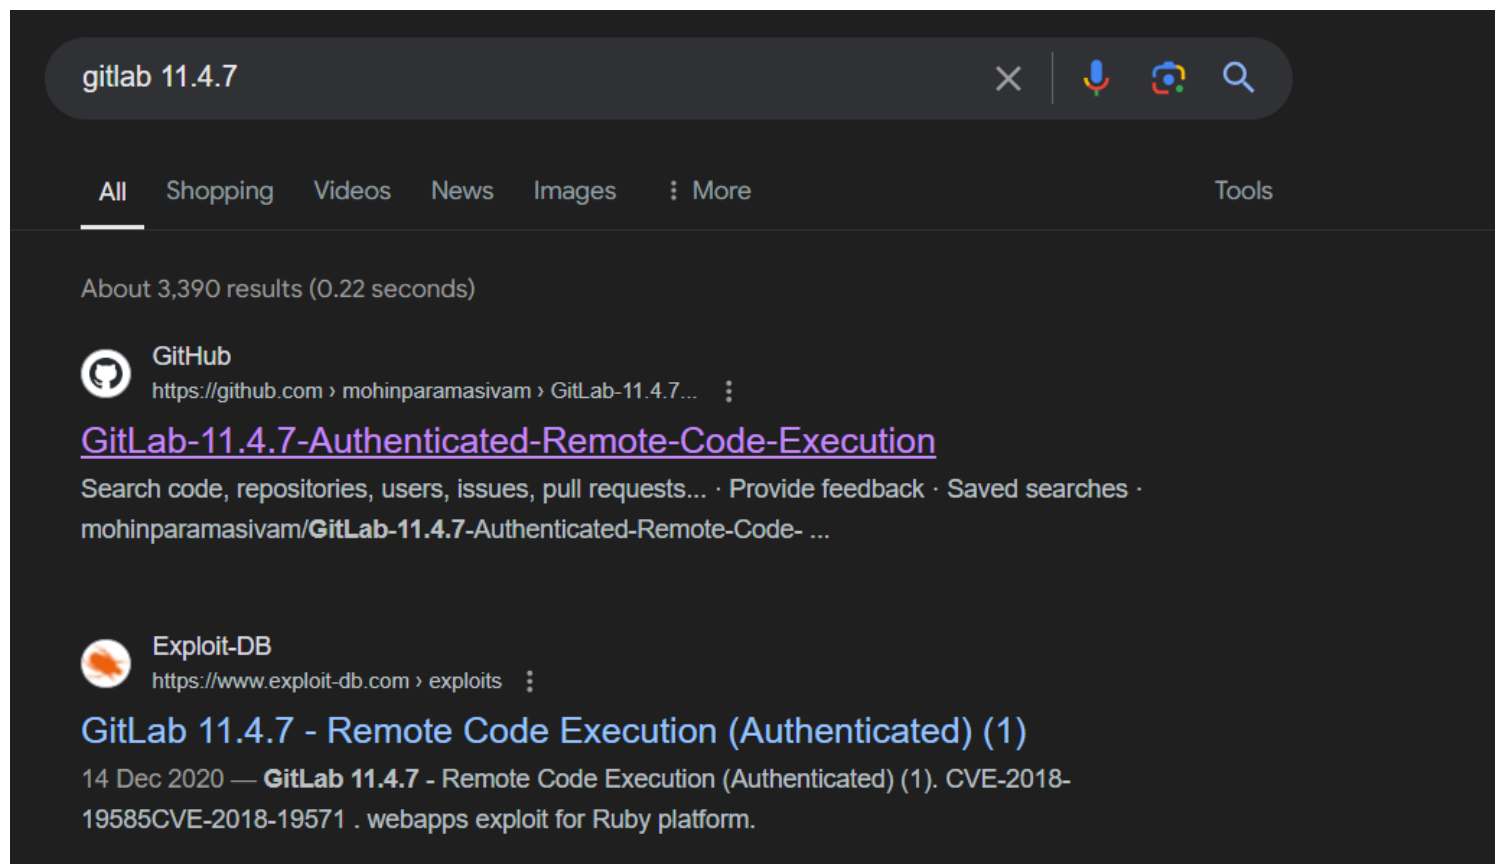 gitlab 11.4.7
All Shopping Videos News Images More Tools
About 3,390 results (0.22 seconds)
GitHub
https://github.com › mohinparamasivam › GitLab-11.4.7...
GitLab-11.4.7-Authenticated-Remote-Code-Execution
Search code, repositories, users, issues, pull requests... · Provide feedback · Saved searches ·
mohinparamasivam/GitLab-11.4.7-Authenticated-Remote-Code- ...
Exploit-DB
https://www.exploit-db.com › exploits
GitLab 11.4.7 - Remote Code Execution (Authenticated) (1)
14 Dec 2020 — GitLab 11.4.7 - Remote Code Execution (Authenticated) (1). CVE-2018-
19585CVE-2018-19571 . webapps exploit for Ruby platform.